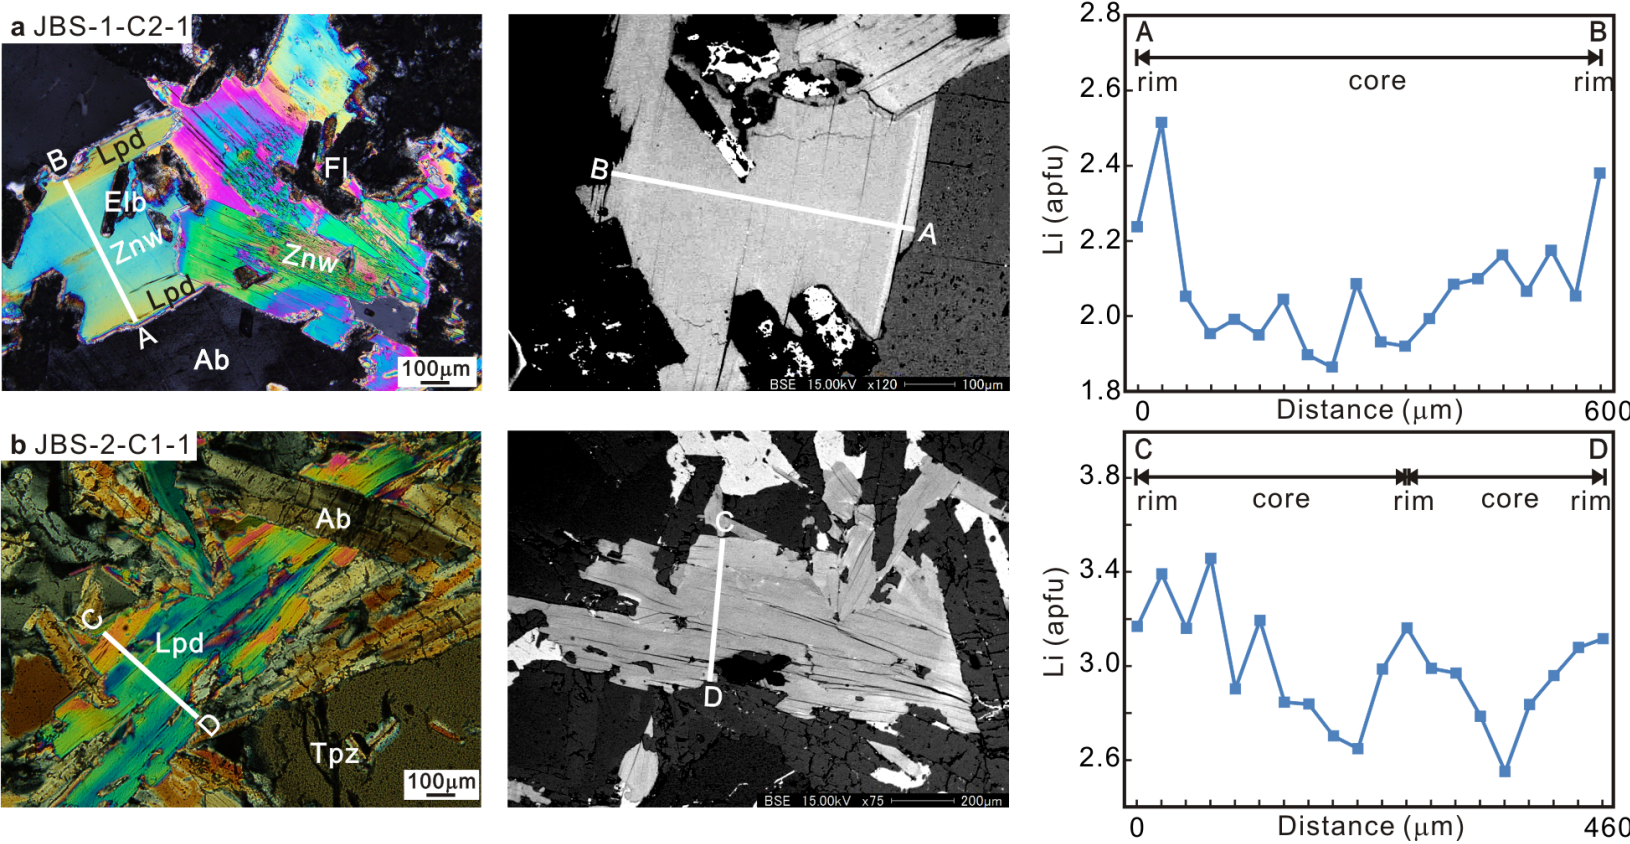 a JBS-1-C2-1
B
Lpd
Elb
Znw
Lpd
A
Fl
Znw
Ab
100μm
B
A
BSE 15.00kV x120 100μm
2.8
2.6
2.4
2.2
2.0
1.8
Li (apfu)
A B
rim core rim
0 Distance (μm) 600
b JBS-2-C1-1
Ab
C
Lpd
D
Tpz
100μm
C
D
BSE 15.00kV x75 200μm
3.8
3.4
3.0
2.6
Li (apfu)
C D
rim core rim core rim
0 Distance (μm) 460